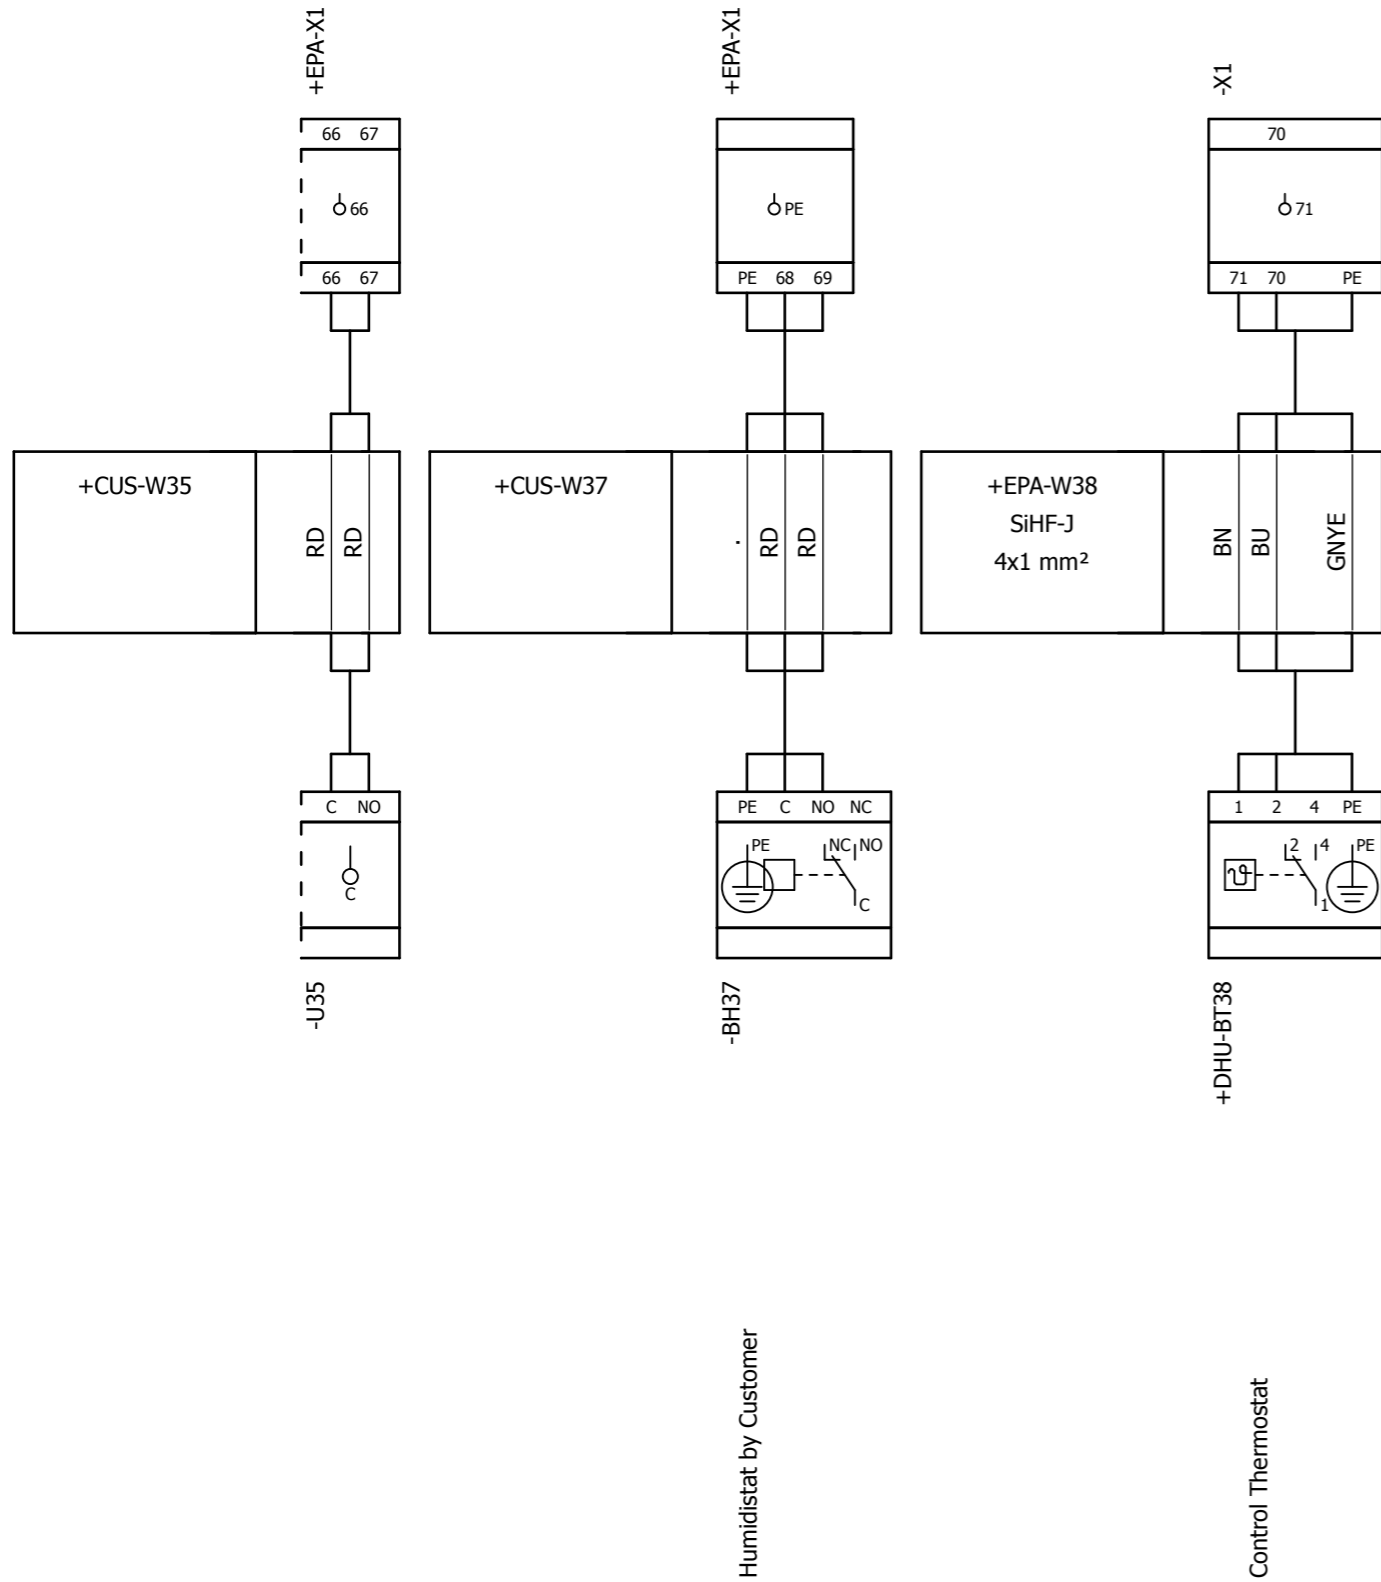 +EPA-X1
+EPA-X1
-X1
66 67
70
66
PE
71
66 67
PE 68 69
71 70 PE
+CUS-W35
RD
RD
+CUS-W37
.
RD
RD
+EPA-W38
SiHF-J
4x1 mm²
BN
BU
GNYE
C NO
PE C NO NC
1 2 4 PE
C
PE
NC
NO
C
ϑ
2
4
1
PE
-U35
-BH37
+DHU-BT38
Humidistat by Customer
Control Thermostat